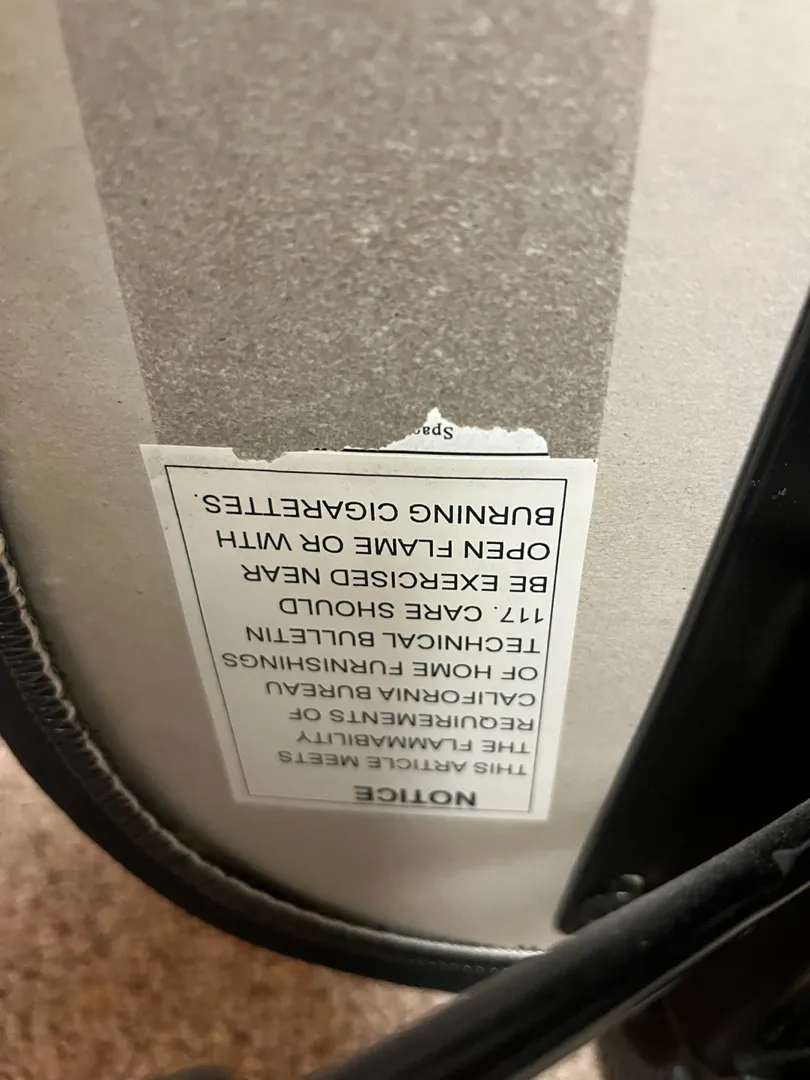 NOTICE
THIS ARTICLE MEETS
THE FLAMMABILITY
REQUIREMENTS OF
CALIFORNIA BUREAU
OF HOME FURNISHINGS
TECHNICAL BULLETIN
117. CARE SHOULD
BE EXERCISED NEAR
OPEN FLAME OR WITH
BURNING CIGARETTES.